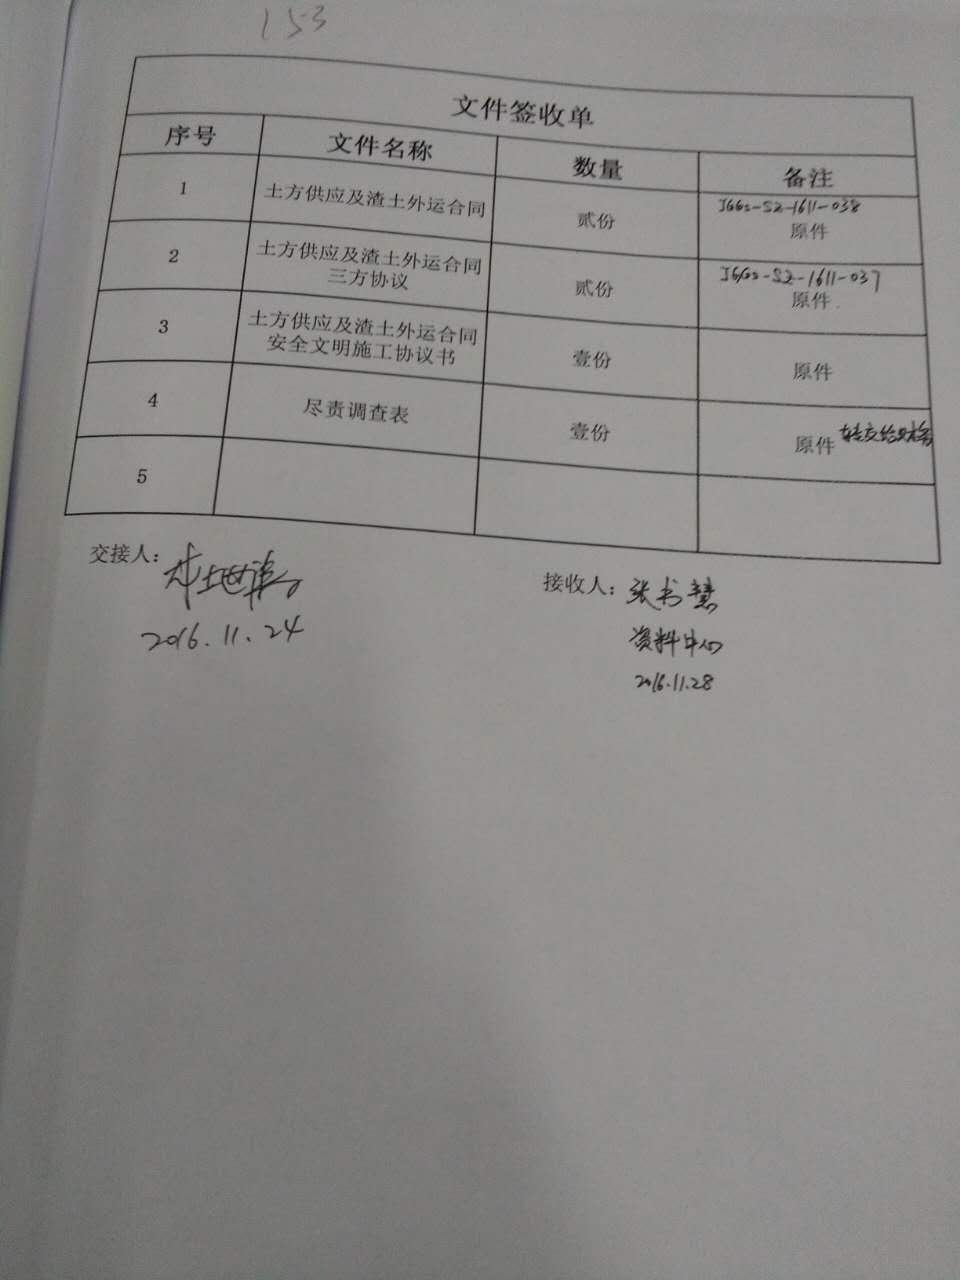 153
文件签收单
序号 文件名称 数量 备注
1 土方供应及渣土外运合同 贰份 JGGS-SZ-1611-038
原件
2 土方供应及渣土外运合同
三方协议 贰份 JGGS-SZ-1611-037
原件
3 土方供应及渣土外运合同
安全文明施工协议书 壹份 原件
4 尽责调查表 壹份 原件 转交给财务
5
交接人:
2016.11.24
接收人: 张书慧
资料中心
2016.11.28